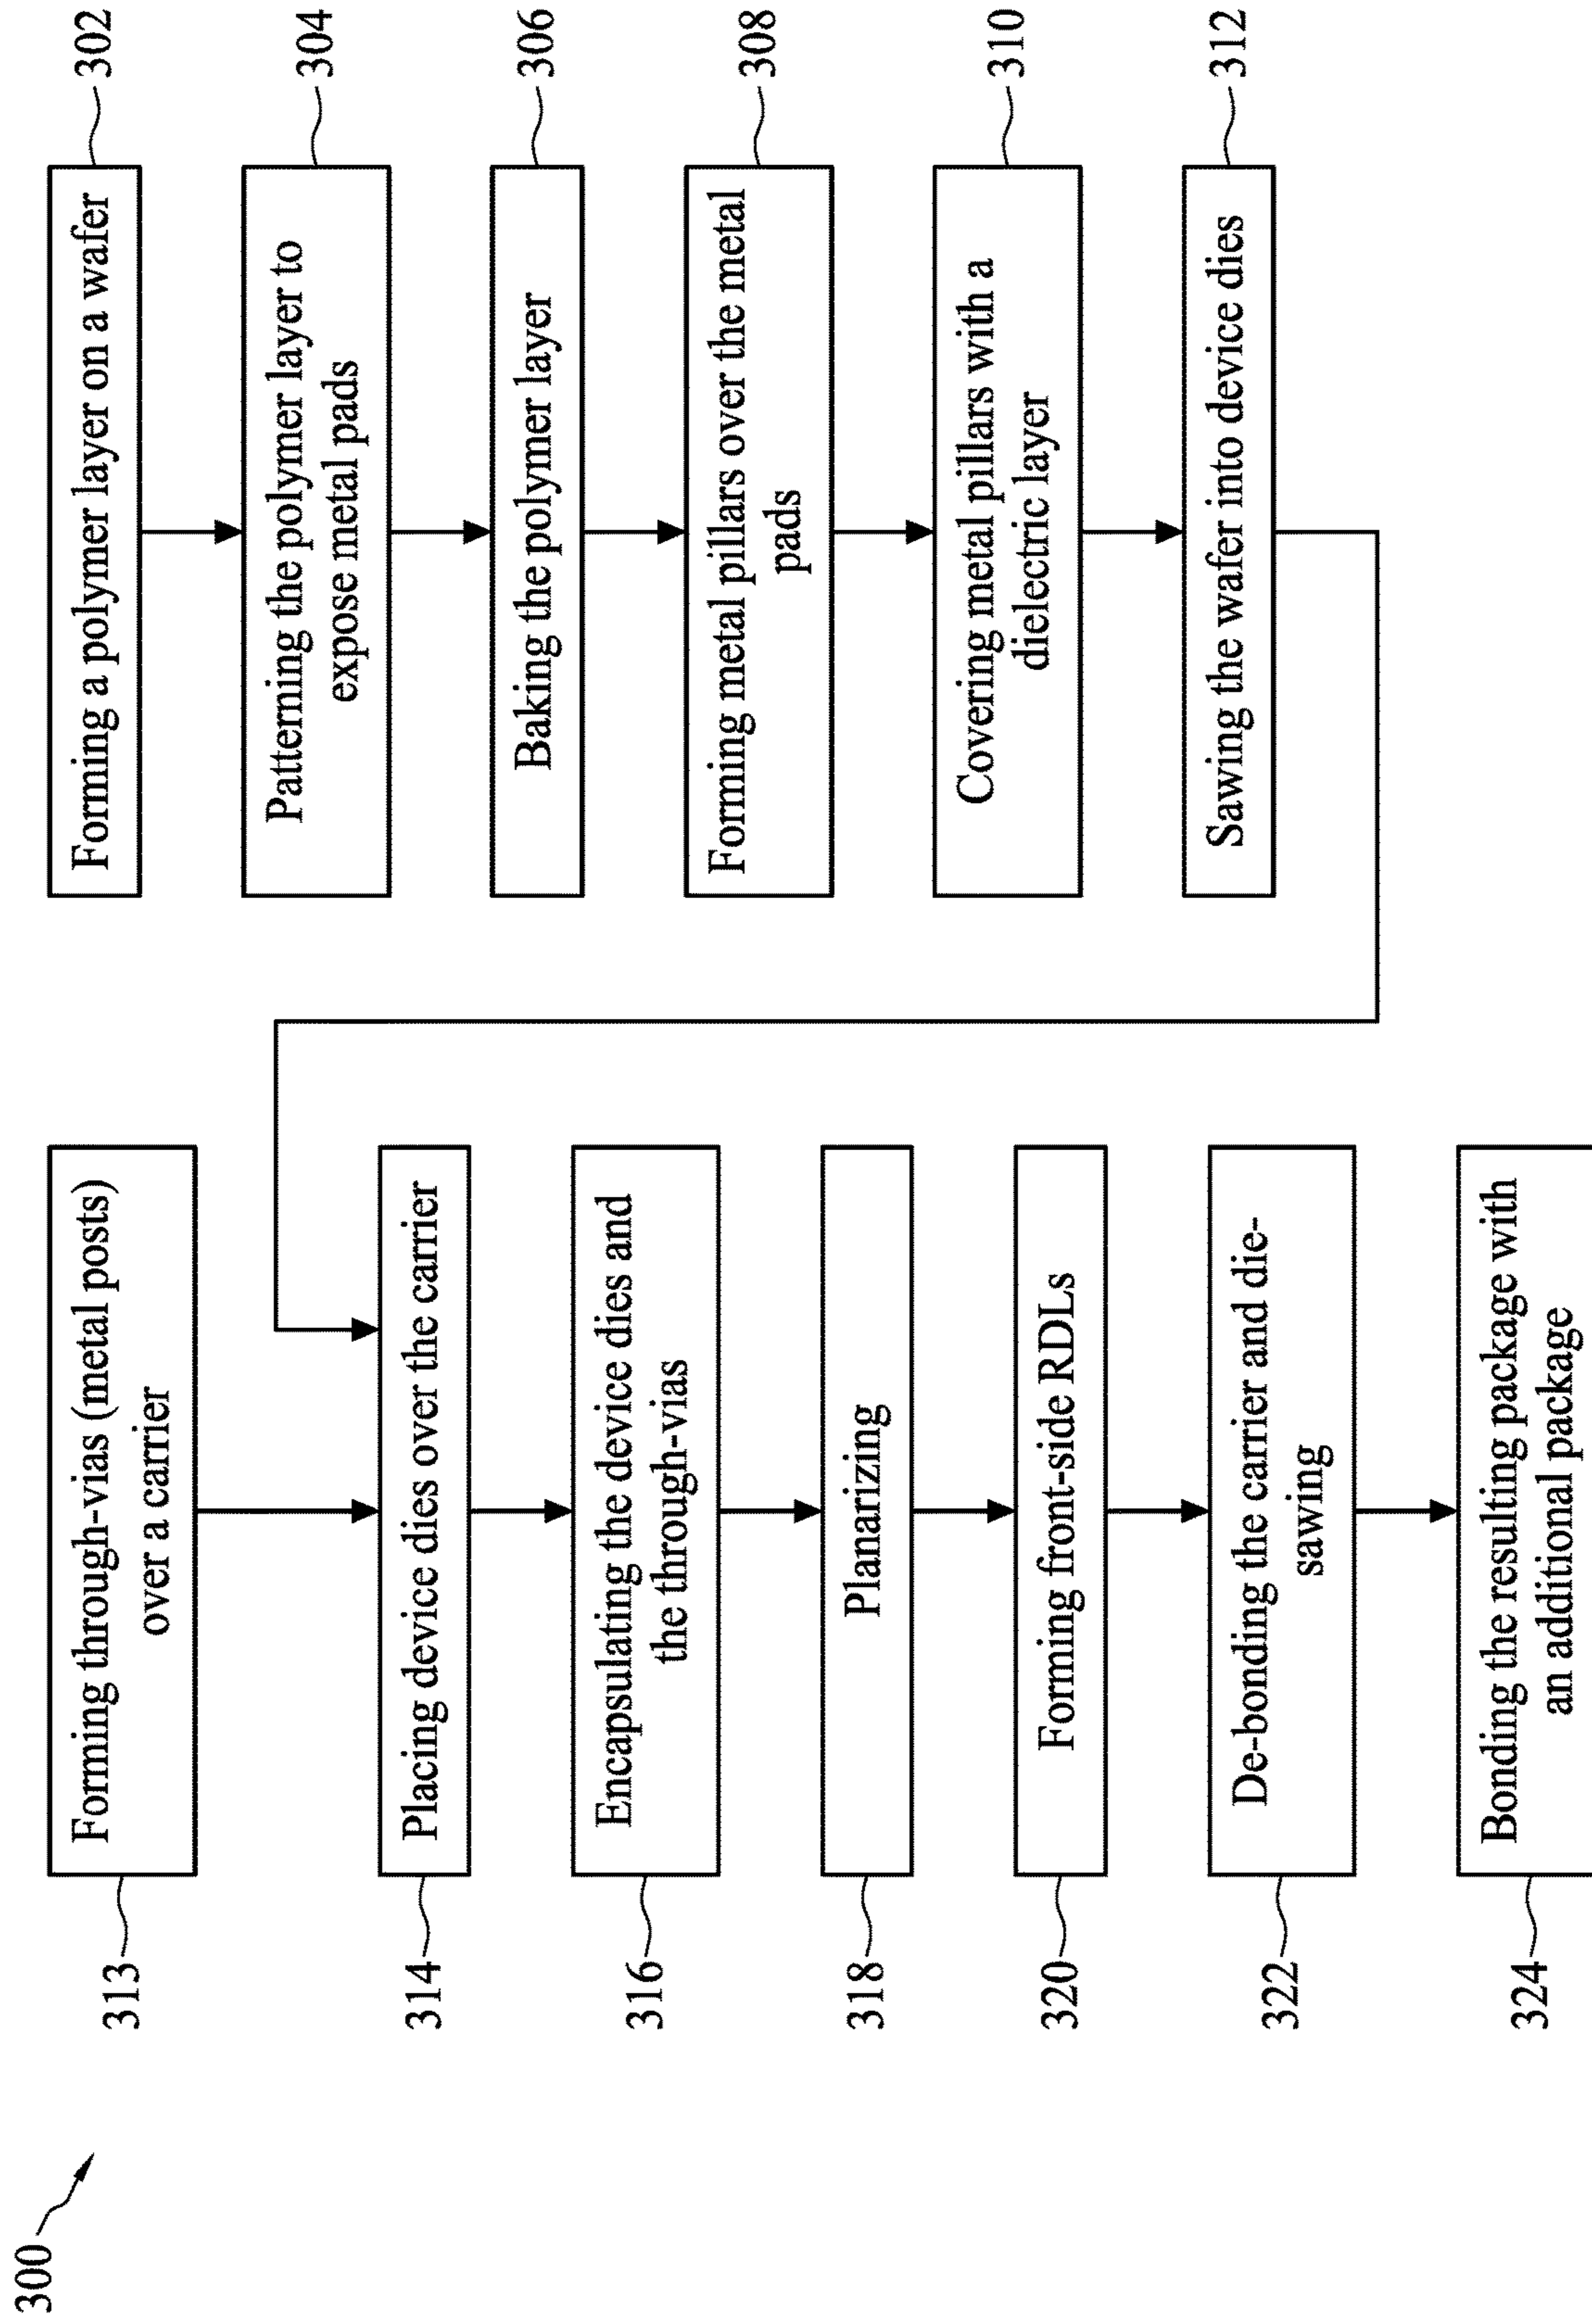 300
302
Forming a polymer layer on a wafer
304
Patterning the polymer layer to
expose metal pads
306
Baking the polymer layer
308
Forming metal pillars over the metal
pads
310
Covering metal pillars with a
dielectric layer
312
Sawing the wafer into device dies
313
Forming through-vias (metal posts)
over a carrier
314
Placing device dies over the carrier
316
Encapsulating the device dies and
the through-vias
318
Planarizing
320
Forming front-side RDLs
322
De-bonding the carrier and die-
sawing
324
Bonding the resulting package with
an additional package